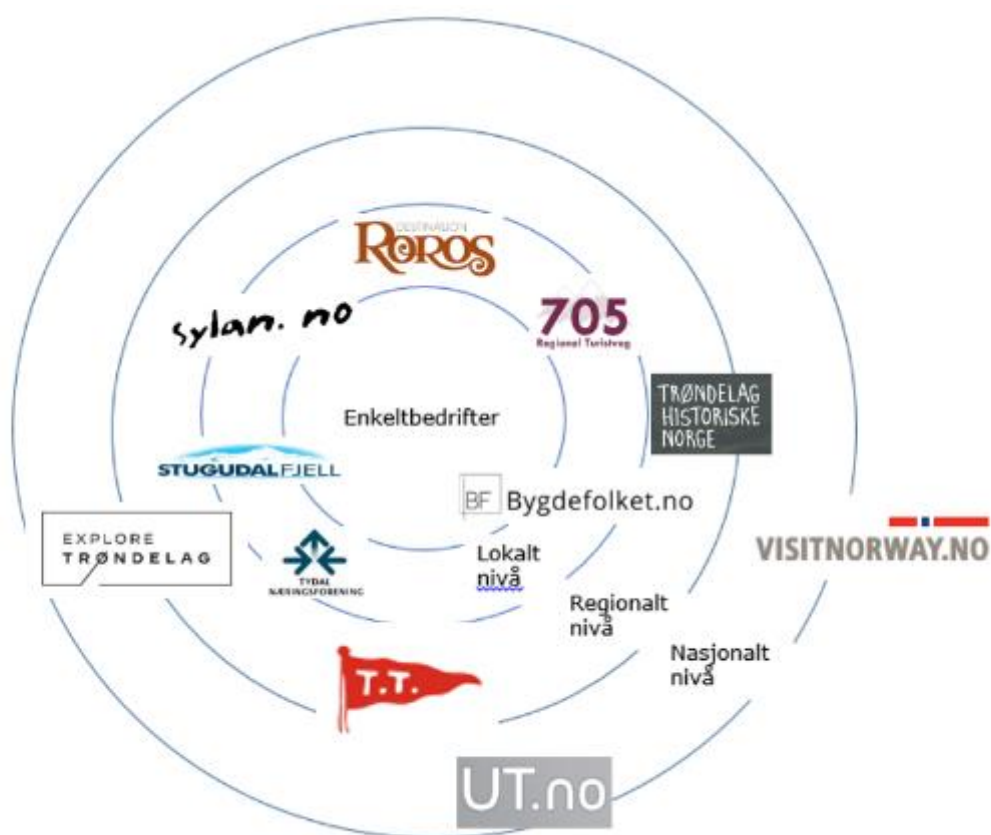 DESTINATION
RØROS
sylan.no
705
Regional Turistveg
TRØNDELAG
HISTORISKE
NORGE
Enkeltbedrifter
STUGUDALFJELL
BF Bygdefolket.no
EXPLORE
TRØNDELAG
TYDAL
NÆRINGSFORENING
VISITNORWAY.NO
Lokalt
nivå
Regionalt
nivå
Nasjonalt
nivå
T.T.
UT.no